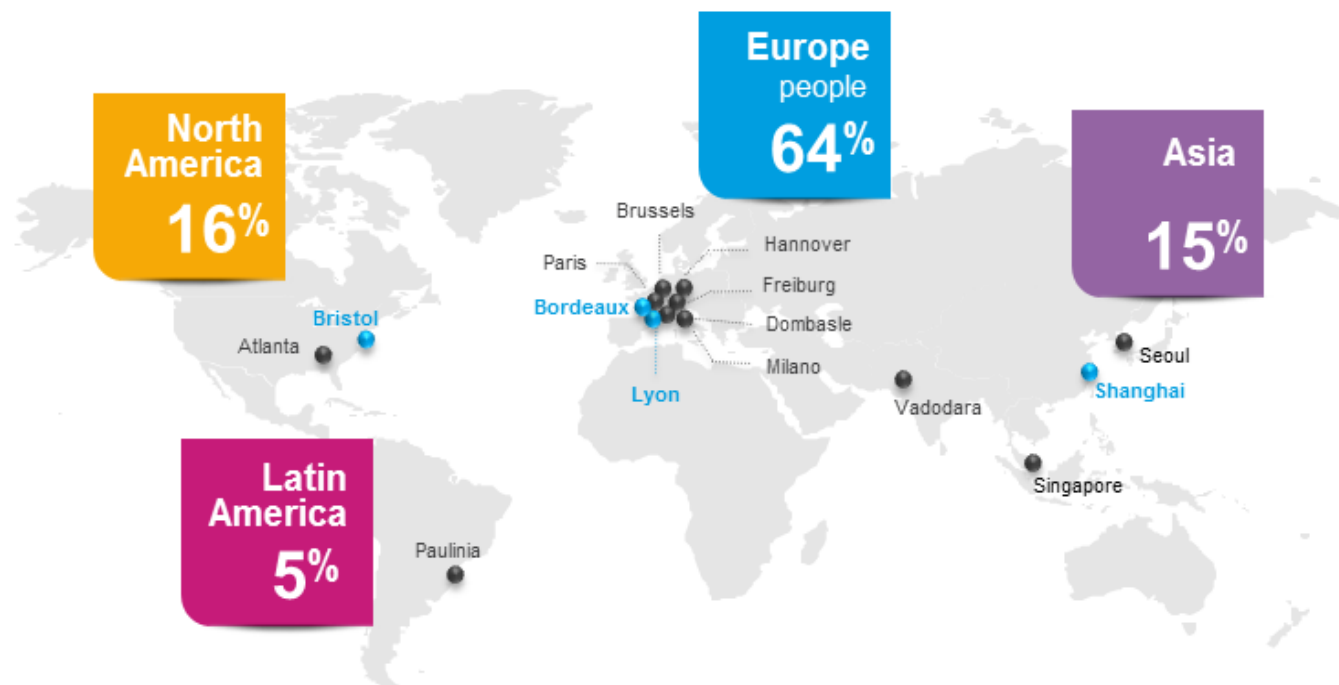 Europe
people
64%
North
America
16%
Asia
15%
Brussels
Hannover
Paris
Freiburg
Bordeaux
Bristol
Dombasle
Atlanta
Seoul
Milano
Lyon
Shanghai
Vadodara
Latin
America
5%
Singapore
Paulinia